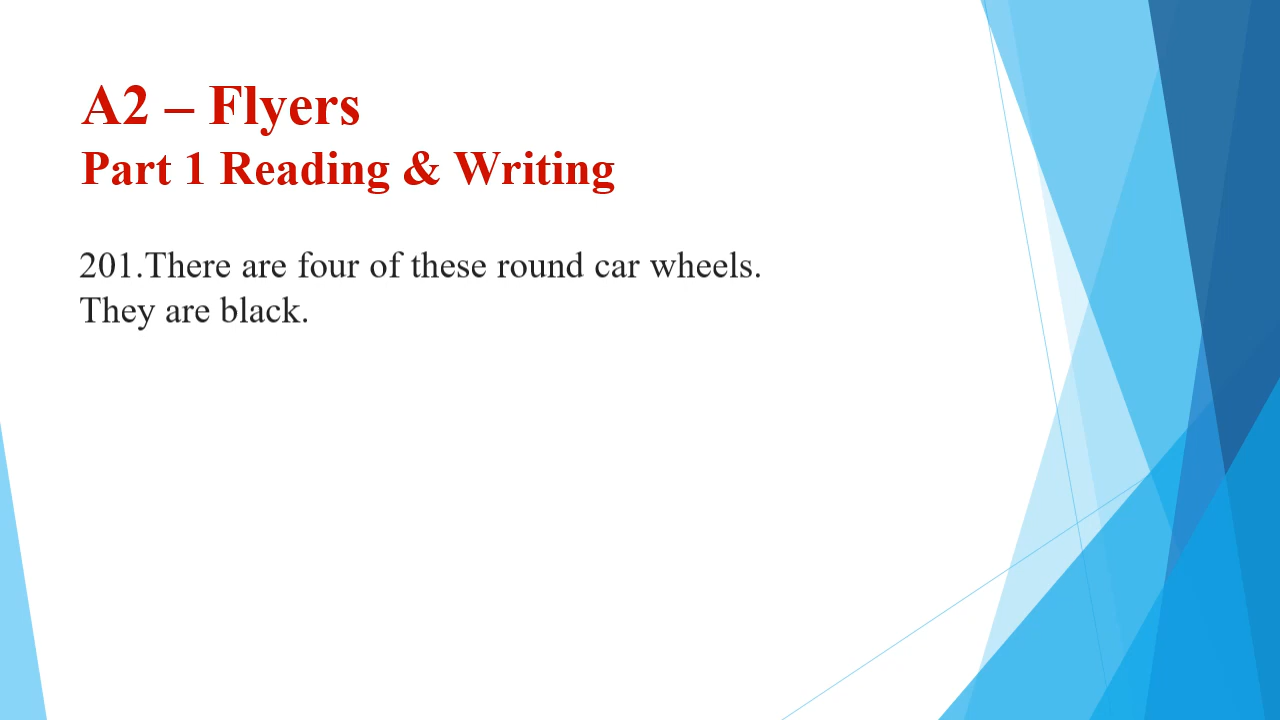 A2 – Flyers
Part 1 Reading & Writing
201.There are four of these round car wheels.
They are black.